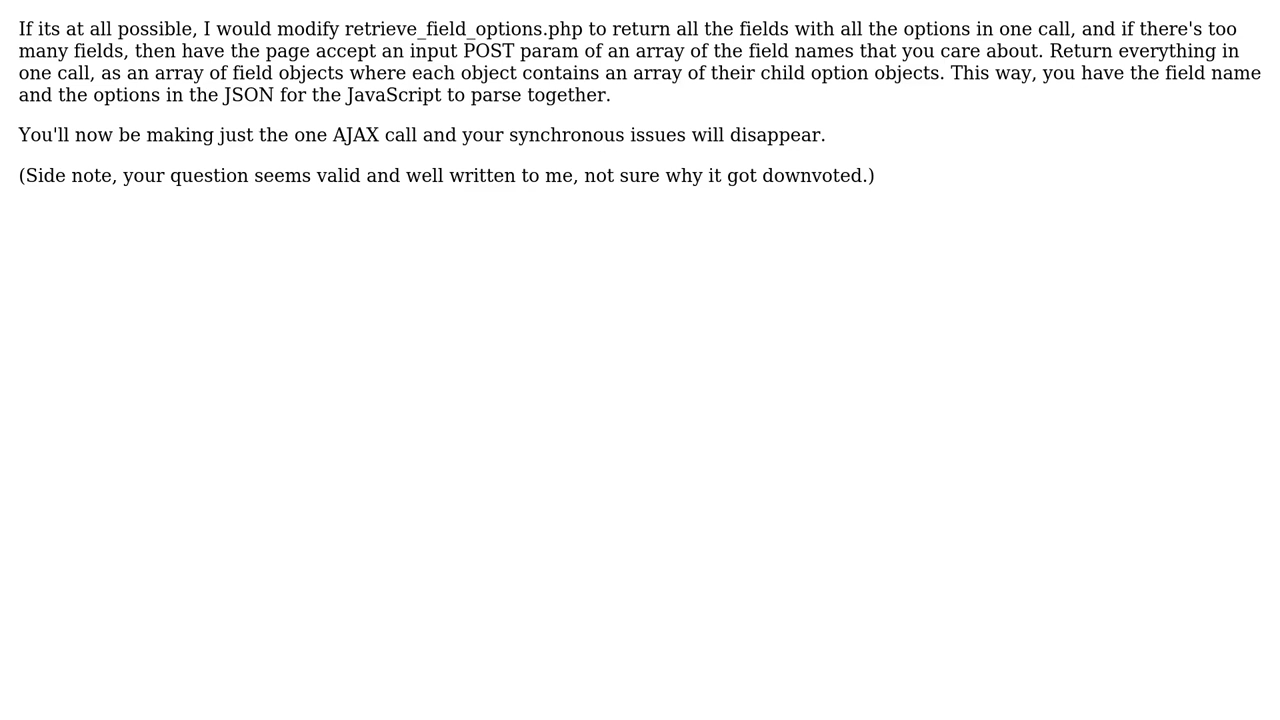 If its at all possible, I would modify retrieve_field_options.php to return all the fields with all the options in one call, and if there's too
many fields, then have the page accept an input POST param of an array of the field names that you care about. Return everything in
one call, as an array of field objects where each object contains an array of their child option objects. This way, you have the field name
and the options in the JSON for the JavaScript to parse together.
You'll now be making just the one AJAX call and your synchronous issues will disappear.
(Side note, your question seems valid and well written to me, not sure why it got downvoted.)